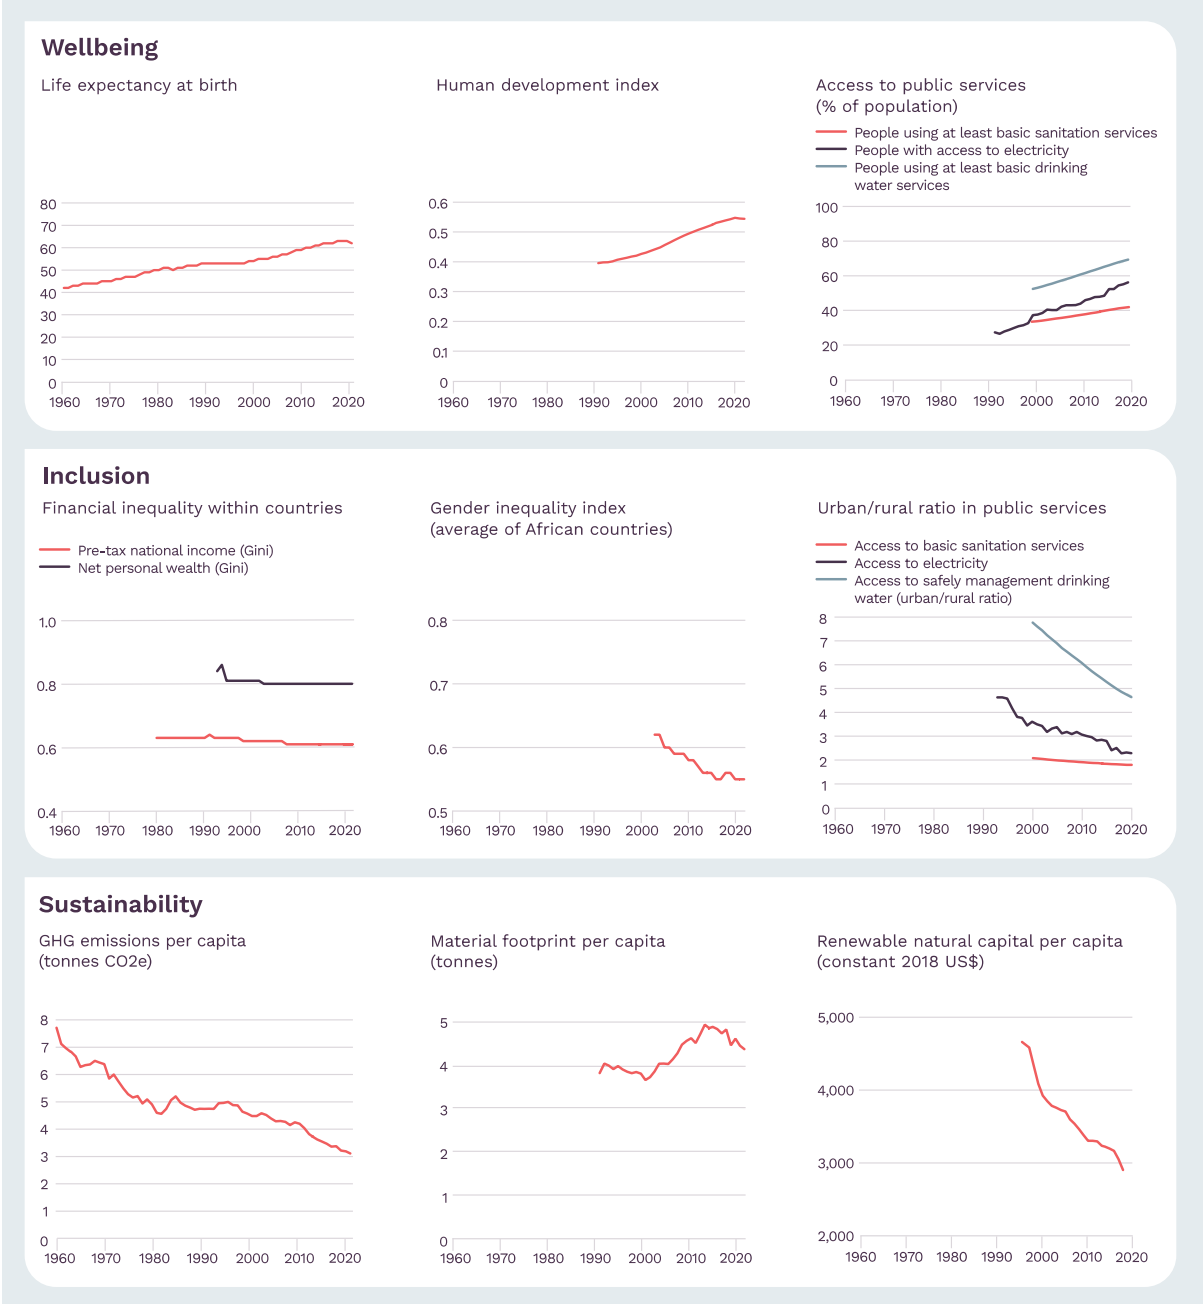 Wellbeing
Life expectancy at birth
80
70
60
50
40
30
20
10
0
1960 1970 1980 1990 2000 2010 2020
Human development index
0.6
0.5
0.4
0.3
0.2
0.1
0
1960 1970 1980 1990 2000 2010 2020
Access to public services
(% of population)
People using at least basic sanitation services
People with access to electricity
People using at least basic drinking
water services
100
80
60
40
20
0
1960 1970 1980 1990 2000 2010 2020
Inclusion
Financial inequality within countries
Pre-tax national income (Gini)
Net personal wealth (Gini)
1.0
0.8
0.6
0.4
1960 1970 1980 1990 2000 2010 2020
Gender inequality index
(average of African countries)
0.8
0.7
0.6
0.5
1960 1970 1980 1990 2000 2010 2020
Urban/rural ratio in public services
Access to basic sanitation services
Access to electricity
Access to safely management drinking
water (urban/rural ratio)
8
7
6
5
4
3
2
1
0
1960 1970 1980 1990 2000 2010 2020
Sustainability
GHG emissions per capita
(tonnes CO2e)
8
7
6
5
4
3
2
1
0
1960 1970 1980 1990 2000 2010 2020
Material footprint per capita
(tonnes)
5
4
3
2
1
0
1960 1970 1980 1990 2000 2010 2020
Renewable natural capital per capita
(constant 2018 US$)
5,000
4,000
3,000
2,000
1960 1970 1980 1990 2000 2010 2020